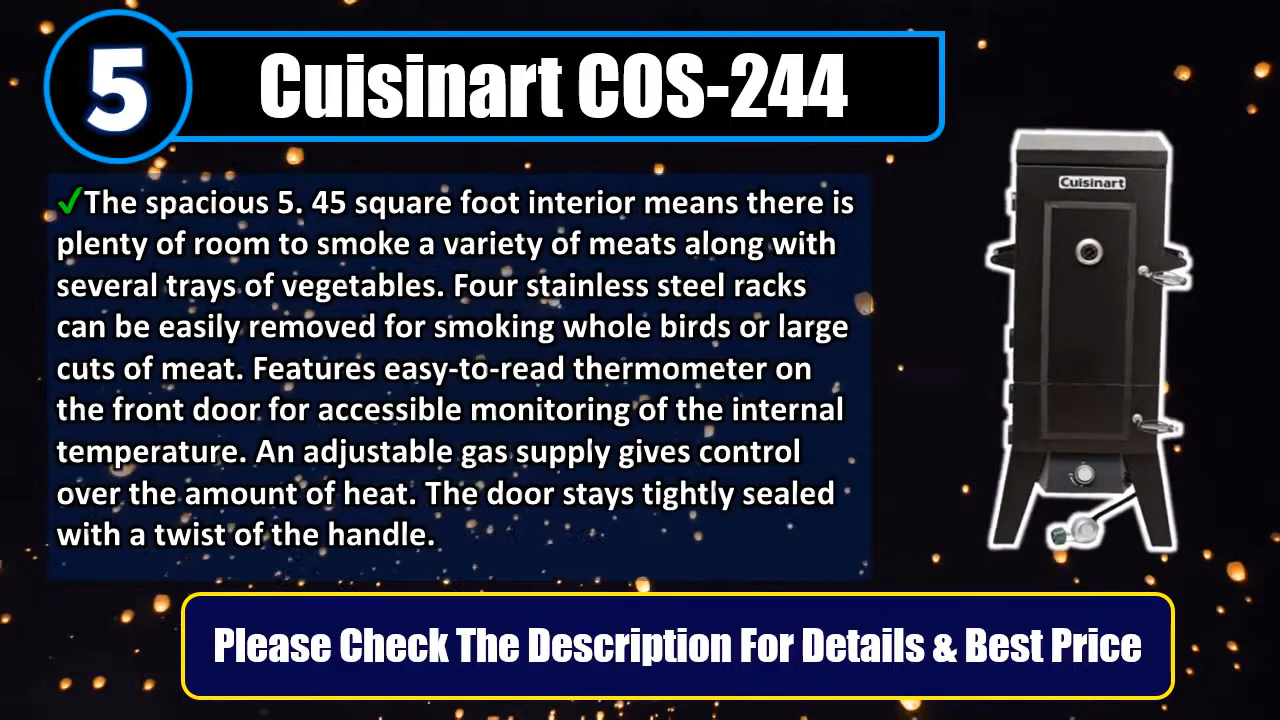 5
Cuisinart COS-244
Cuisinart
✓The spacious 5. 45 square foot interior means there is
plenty of room to smoke a variety of meats along with
several trays of vegetables. Four stainless steel racks
can be easily removed for smoking whole birds or large
cuts of meat. Features easy-to-read thermometer on
the front door for accessible monitoring of the internal
temperature. An adjustable gas supply gives control
over the amount of heat. The door stays tightly sealed
with a twist of the handle.
Please Check The Description For Details & Best Price